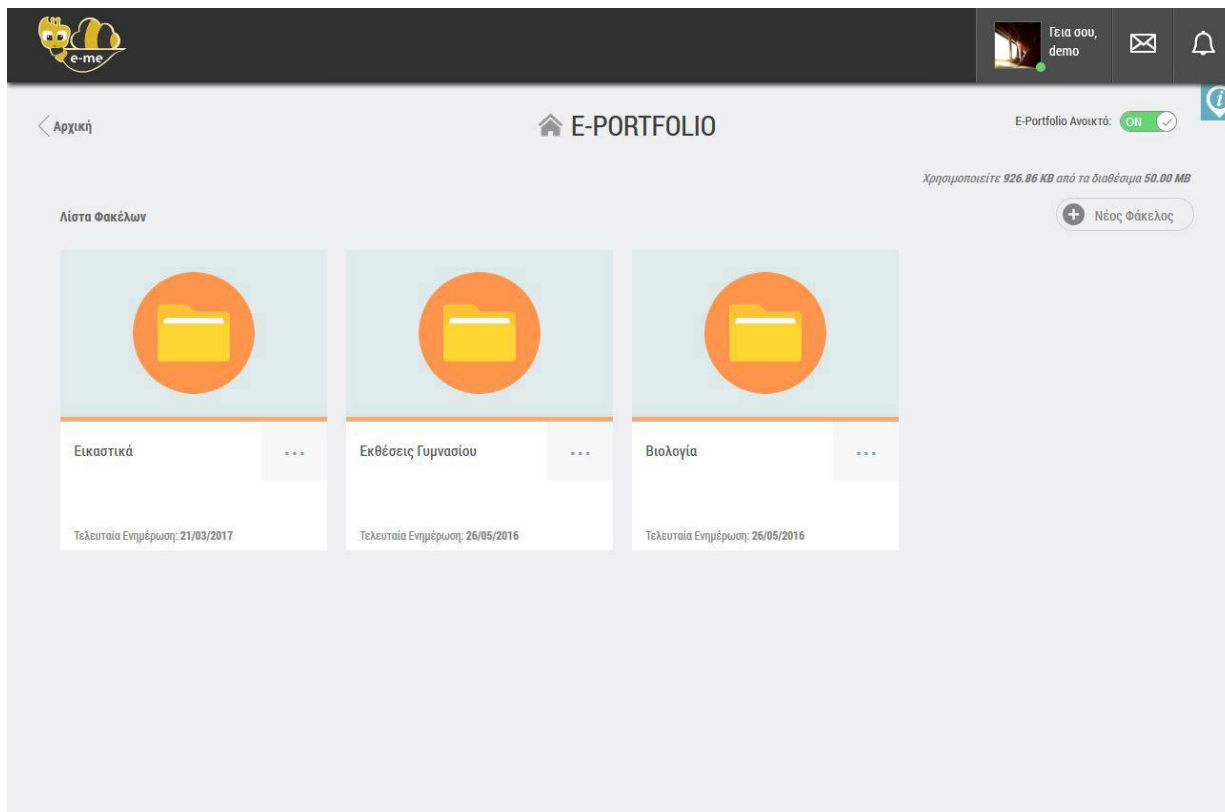 e-me
Γεια σου,
demo
Αρχική
E-PORTFOLIO
E-Portfolio Ανοικτό: ON
Χρησιμοποιείτε 926.86 KB από τα διαθέσιμα 50.00 MB
Λίστα Φακέλων
Νέος Φάκελος
Εικαστικά
Εκθέσεις Γυμνασίου
Βιολογία
Τελευταία Ενημέρωση: 21/03/2017
Τελευταία Ενημέρωση: 26/05/2016
Τελευταία Ενημέρωση: 26/05/2016